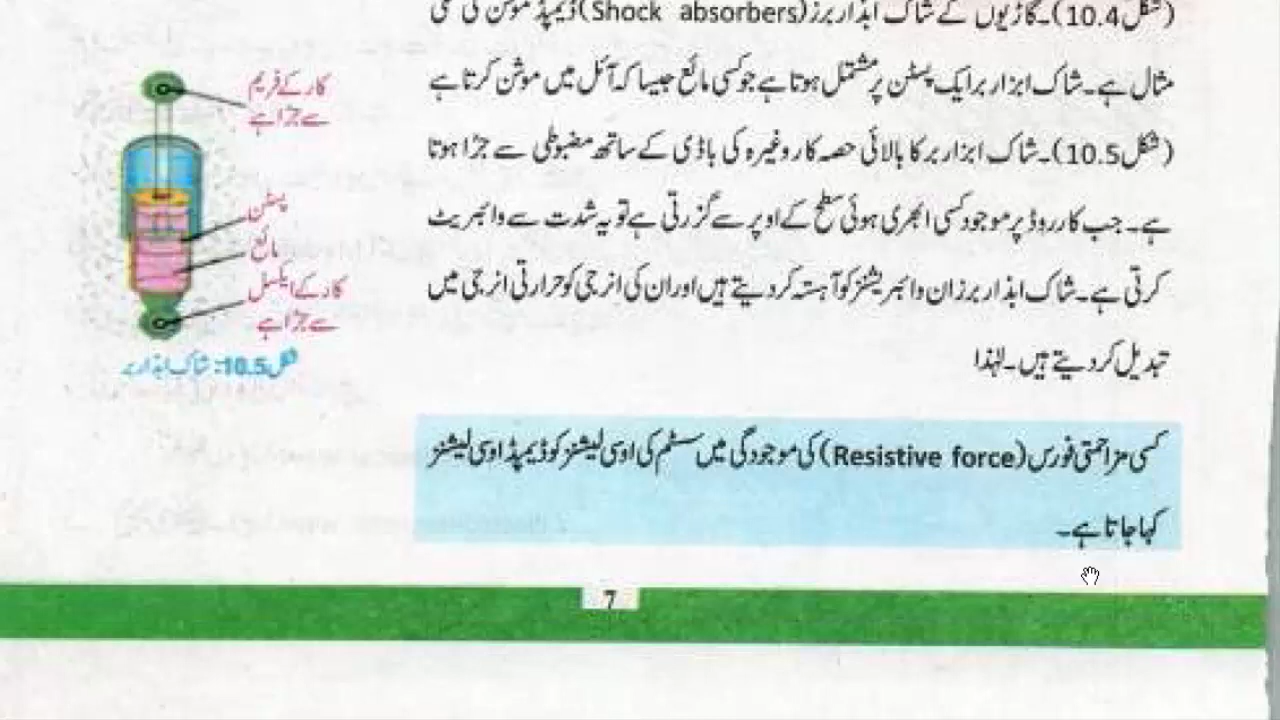 (شکل 10.4)۔ گاڑیوں کے شاک ابذاربرز (Shock absorbers) ڈیمپڈ موشن کی
مثال ہے۔ شاک ابزاربر ایک پسٹن پر مشتمل ہوتا ہے جو کسی مائع جیسا کہ آئل میں موشن کرتا ہے
(شکل 10.5)۔ شاک ابزاربر کا بالائی حصہ کار وغیرہ کی باڈی کے ساتھ مضبوطی سے جڑا ہوتا
ہے۔ جب کار روڈ پر موجود کسی ابھری ہوئی سطح کے اوپر سے گزرتی ہے تو یہ شدت سے وائبریٹ
کرتی ہے۔ شاک ابذاربرز ان وائبریشنز کو آہستہ کر دیتے ہیں اور ان کی انرجی کو حرارتی انرجی میں
تبدیل کر دیتے ہیں۔ لہٰذا
کسی مزاحمتی فورس (Resistive force) کی موجودگی میں سسٹم کی اوسی لیشنز کو ڈیمپڈ اوسی لیشنز
کہا جاتا ہے۔
کار کے فریم
سے جڑا ہے
پسٹن
مائع
کار کے ایکسل
سے جڑا ہے
شکل 10.5: شاک ابذاربر
7